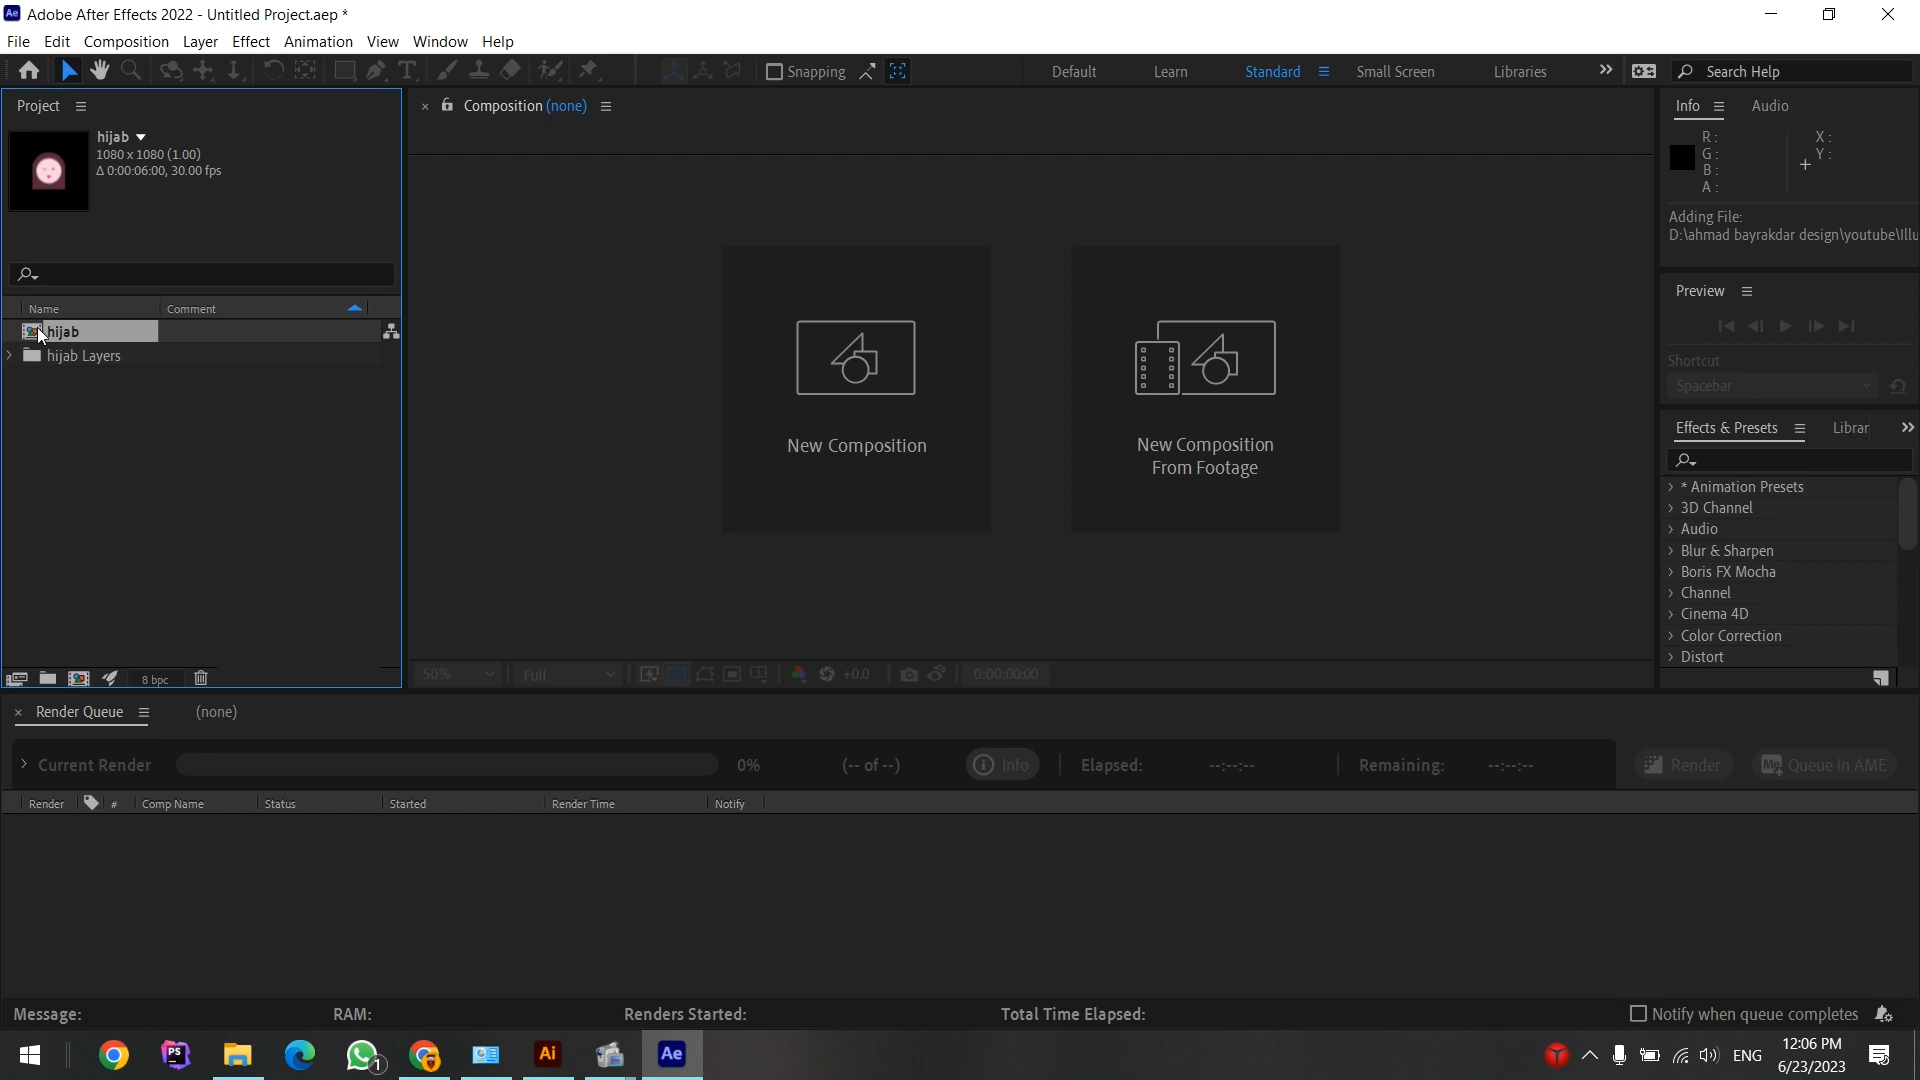 Ae Adobe After Effects 2022 - Untitled Project.aep *
File Edit Composition Layer Effect Animation View Window Help
Snapping Default Learn Standard Small Screen Libraries Search Help
Project
hijab
1080 x 1080 (1.00)
Δ 0:00:06:00, 30.00 fps
Name Comment
hijab
hijab Layers
8 bpc
Composition (none)
New Composition
New Composition
From Footage
50% Full +0.0 0:00:00:00
Info Audio
R: X:
G: Y:
B:
A:
Adding File:
D:\ahmad bayrakdar design\youtube\Illu
Preview
Shortcut
Spacebar
Effects & Presets Librar
* Animation Presets
3D Channel
Audio
Blur & Sharpen
Boris FX Mocha
Channel
Cinema 4D
Color Correction
Distort
Render Queue (none)
Current Render 0% (-- of --) Info Elapsed: --:--:-- Remaining: --:--:-- Render Me Queue in AME
Render # Comp Name Status Started Render Time Notify
Message: RAM: Renders Started: Total Time Elapsed: Notify when queue completes
PS 1 Ai Ae ENG 12:06 PM
6/23/2023